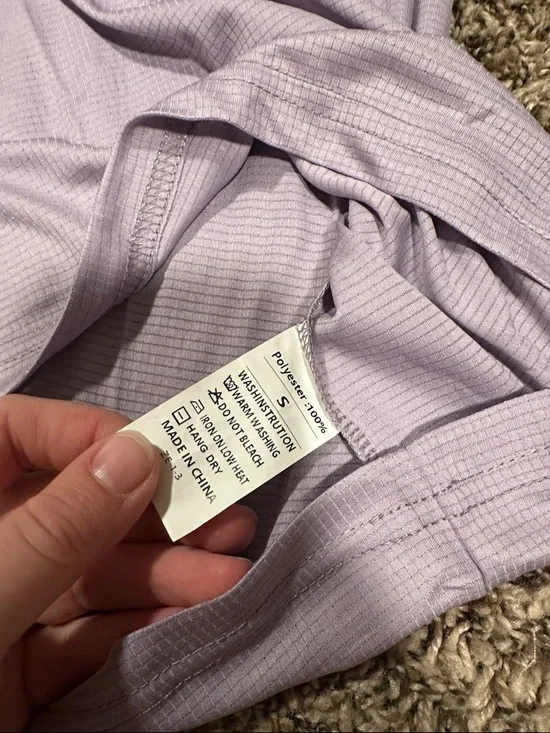 Polyester :100%
S
WASHINSTRUTION
WARM WASHING
DO NOT BLEACH
IRON ON LOW HEAT
HANG DRY
MADE IN CHINA